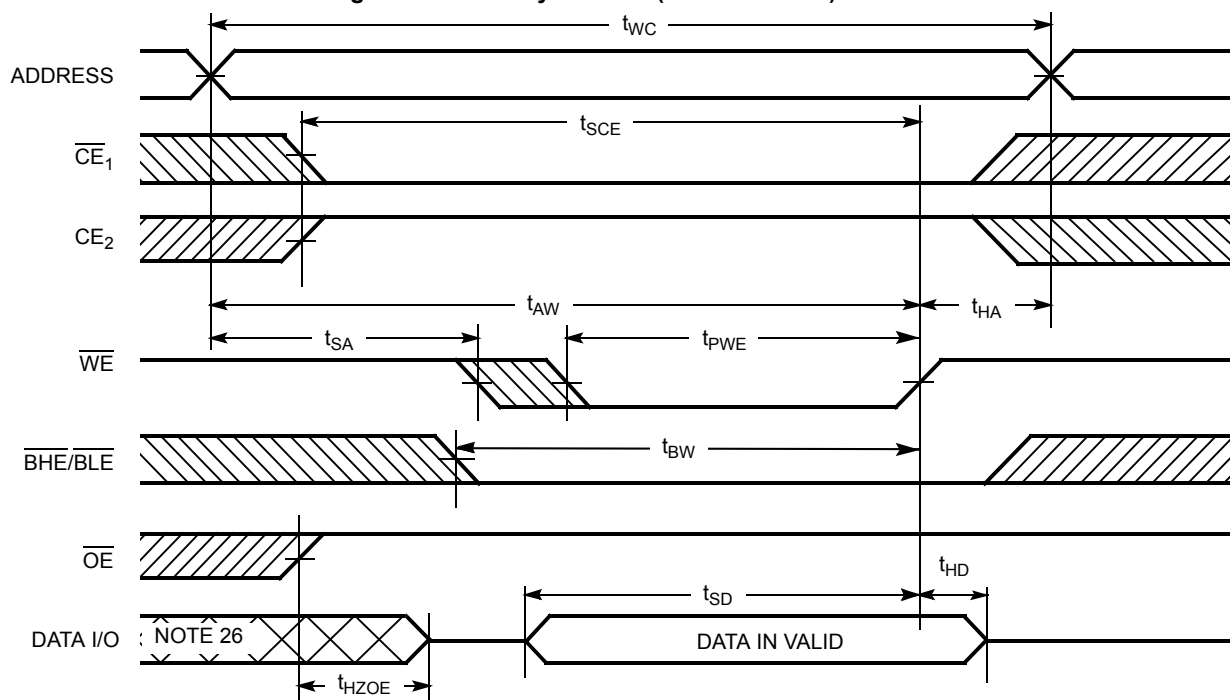 tWC
ADDRESS
tSCE
CE1
CE2
tAW
tHA
tSA
tPWE
WE
tBW
BHE/BLE
OE
tHD
tSD
DATA I/O
NOTE 26
DATA IN VALID
tHZOE